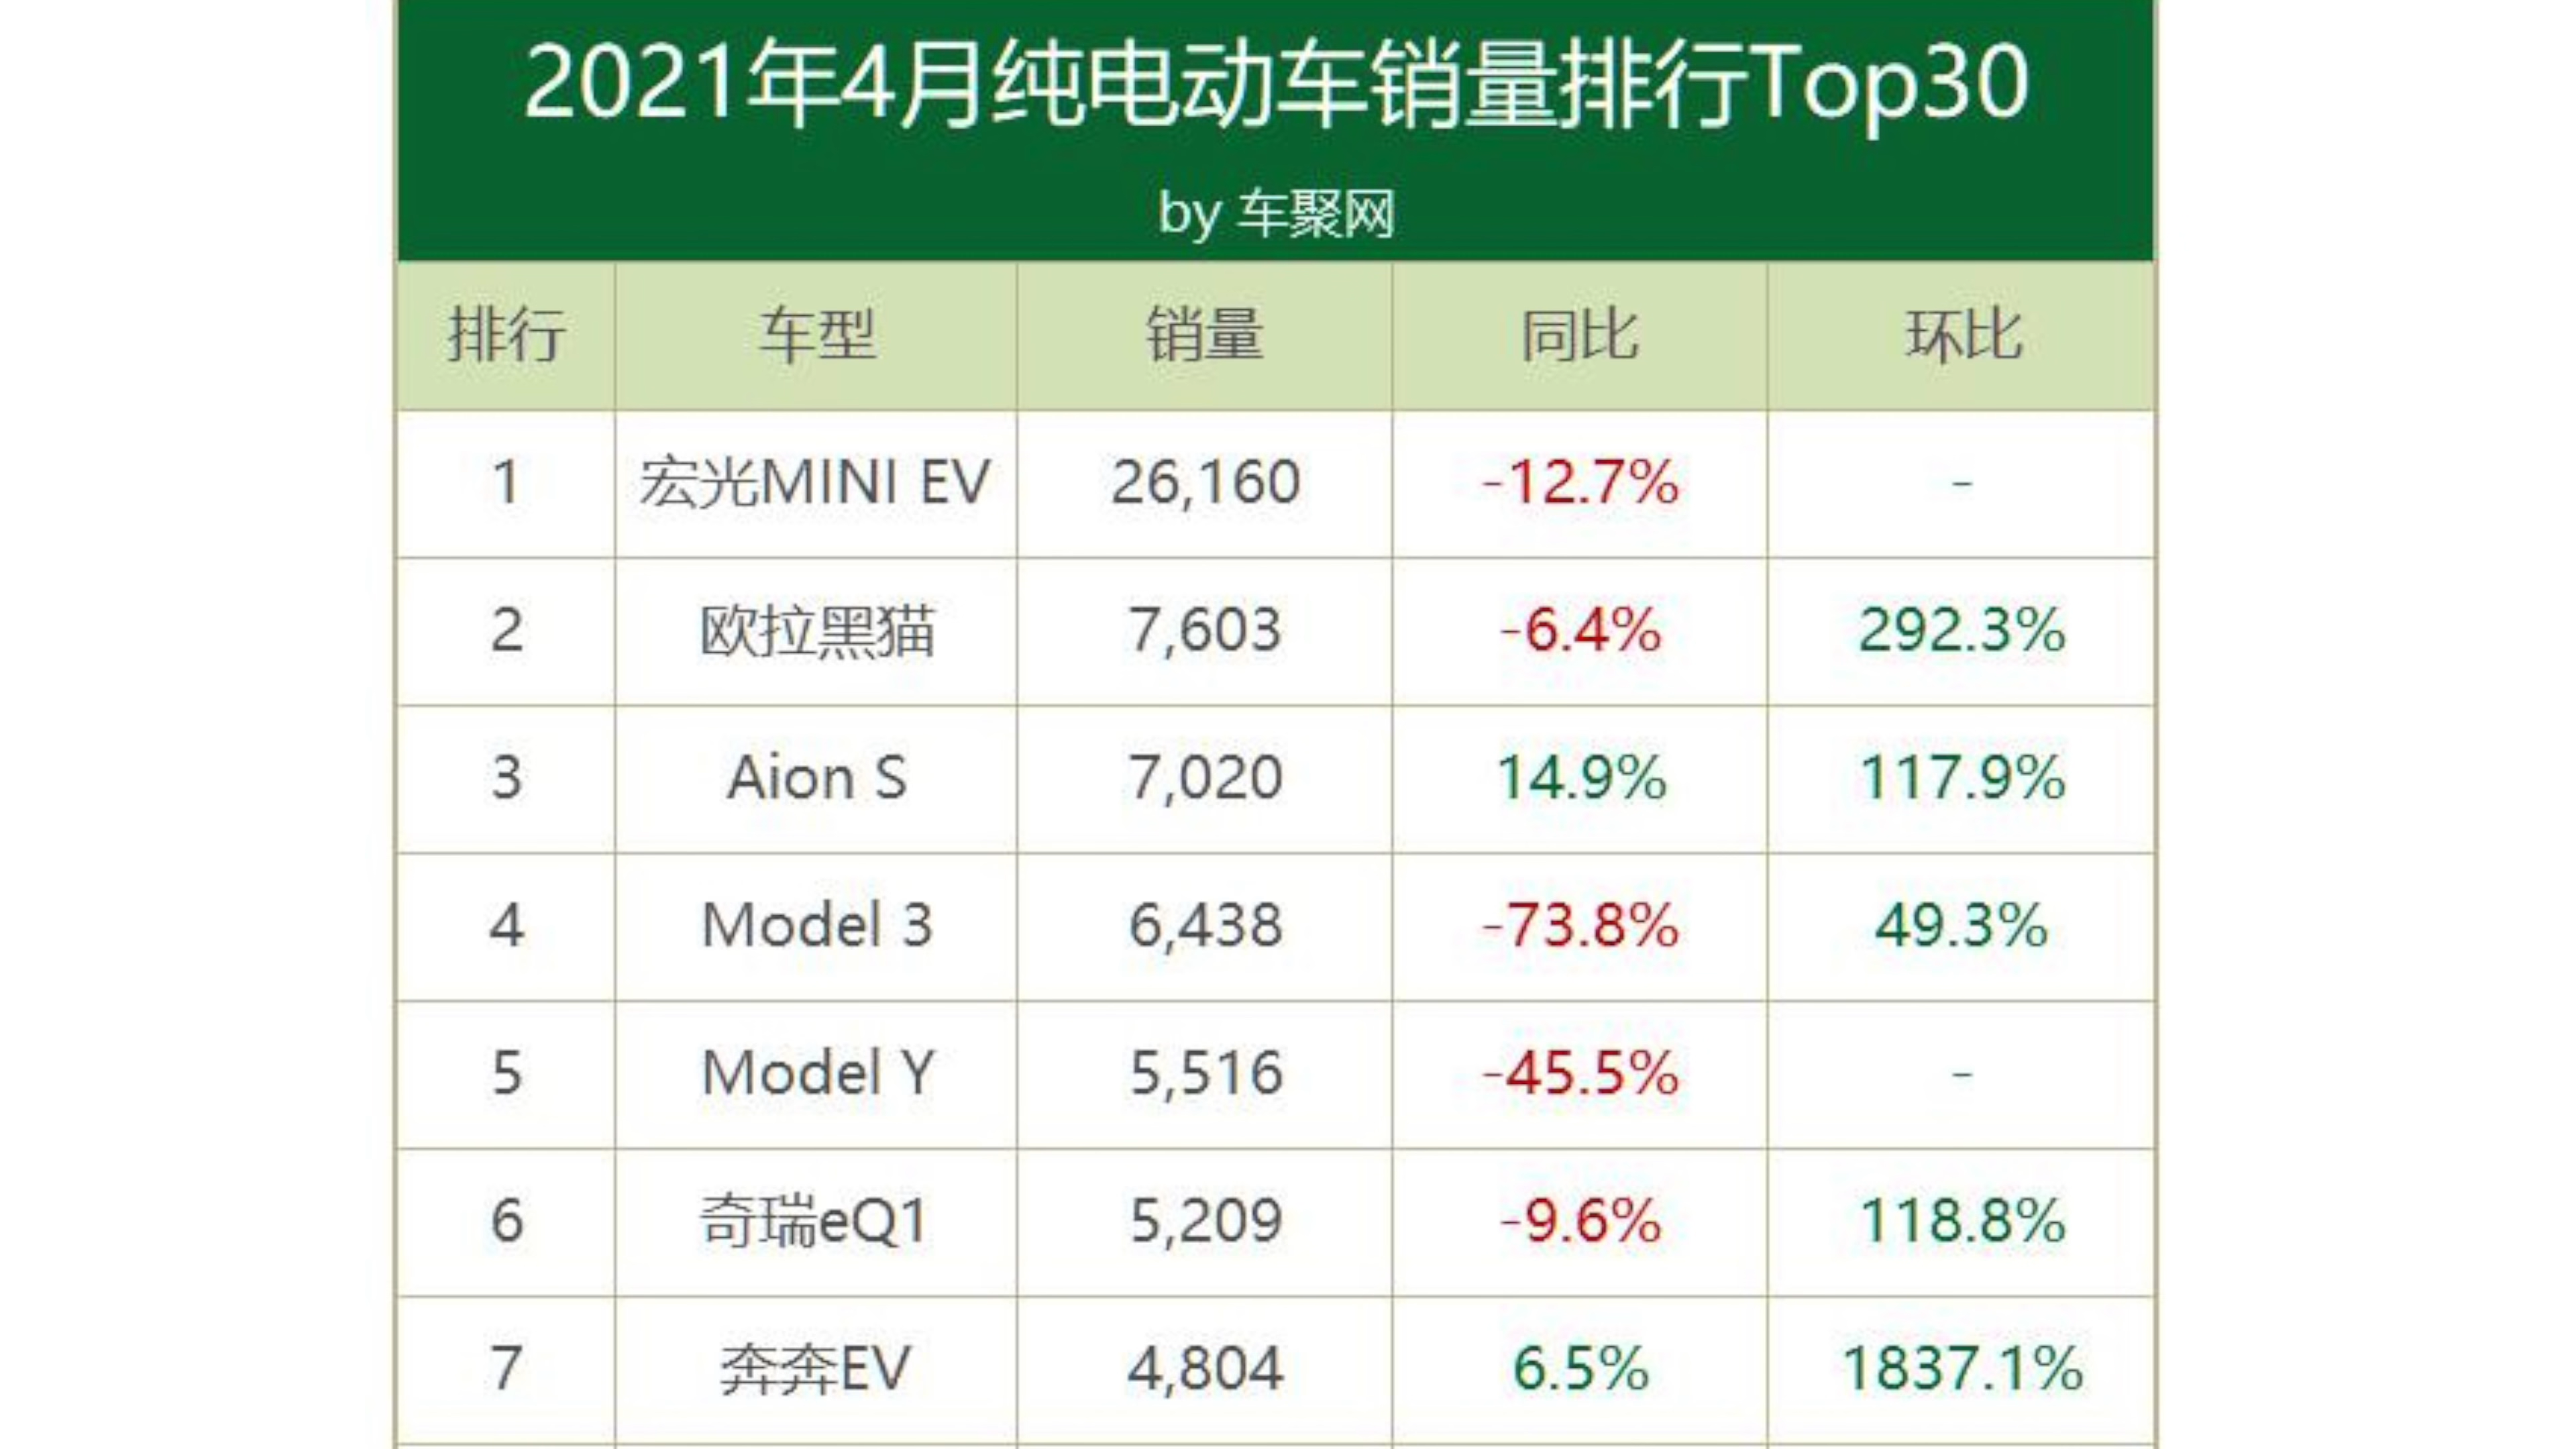 2021年4月纯电动车销量排行Top30
by 车聚网
排行 车型 销量 同比 环比
1 宏光MINI EV 26,160 -12.7% -
2 欧拉黑猫 7,603 -6.4% 292.3%
3 Aion S 7,020 14.9% 117.9%
4 Model 3 6,438 -73.8% 49.3%
5 Model Y 5,516 -45.5% -
6 奇瑞eQ1 5,209 -9.6% 118.8%
7 奔奔EV 4,804 6.5% 1837.1%